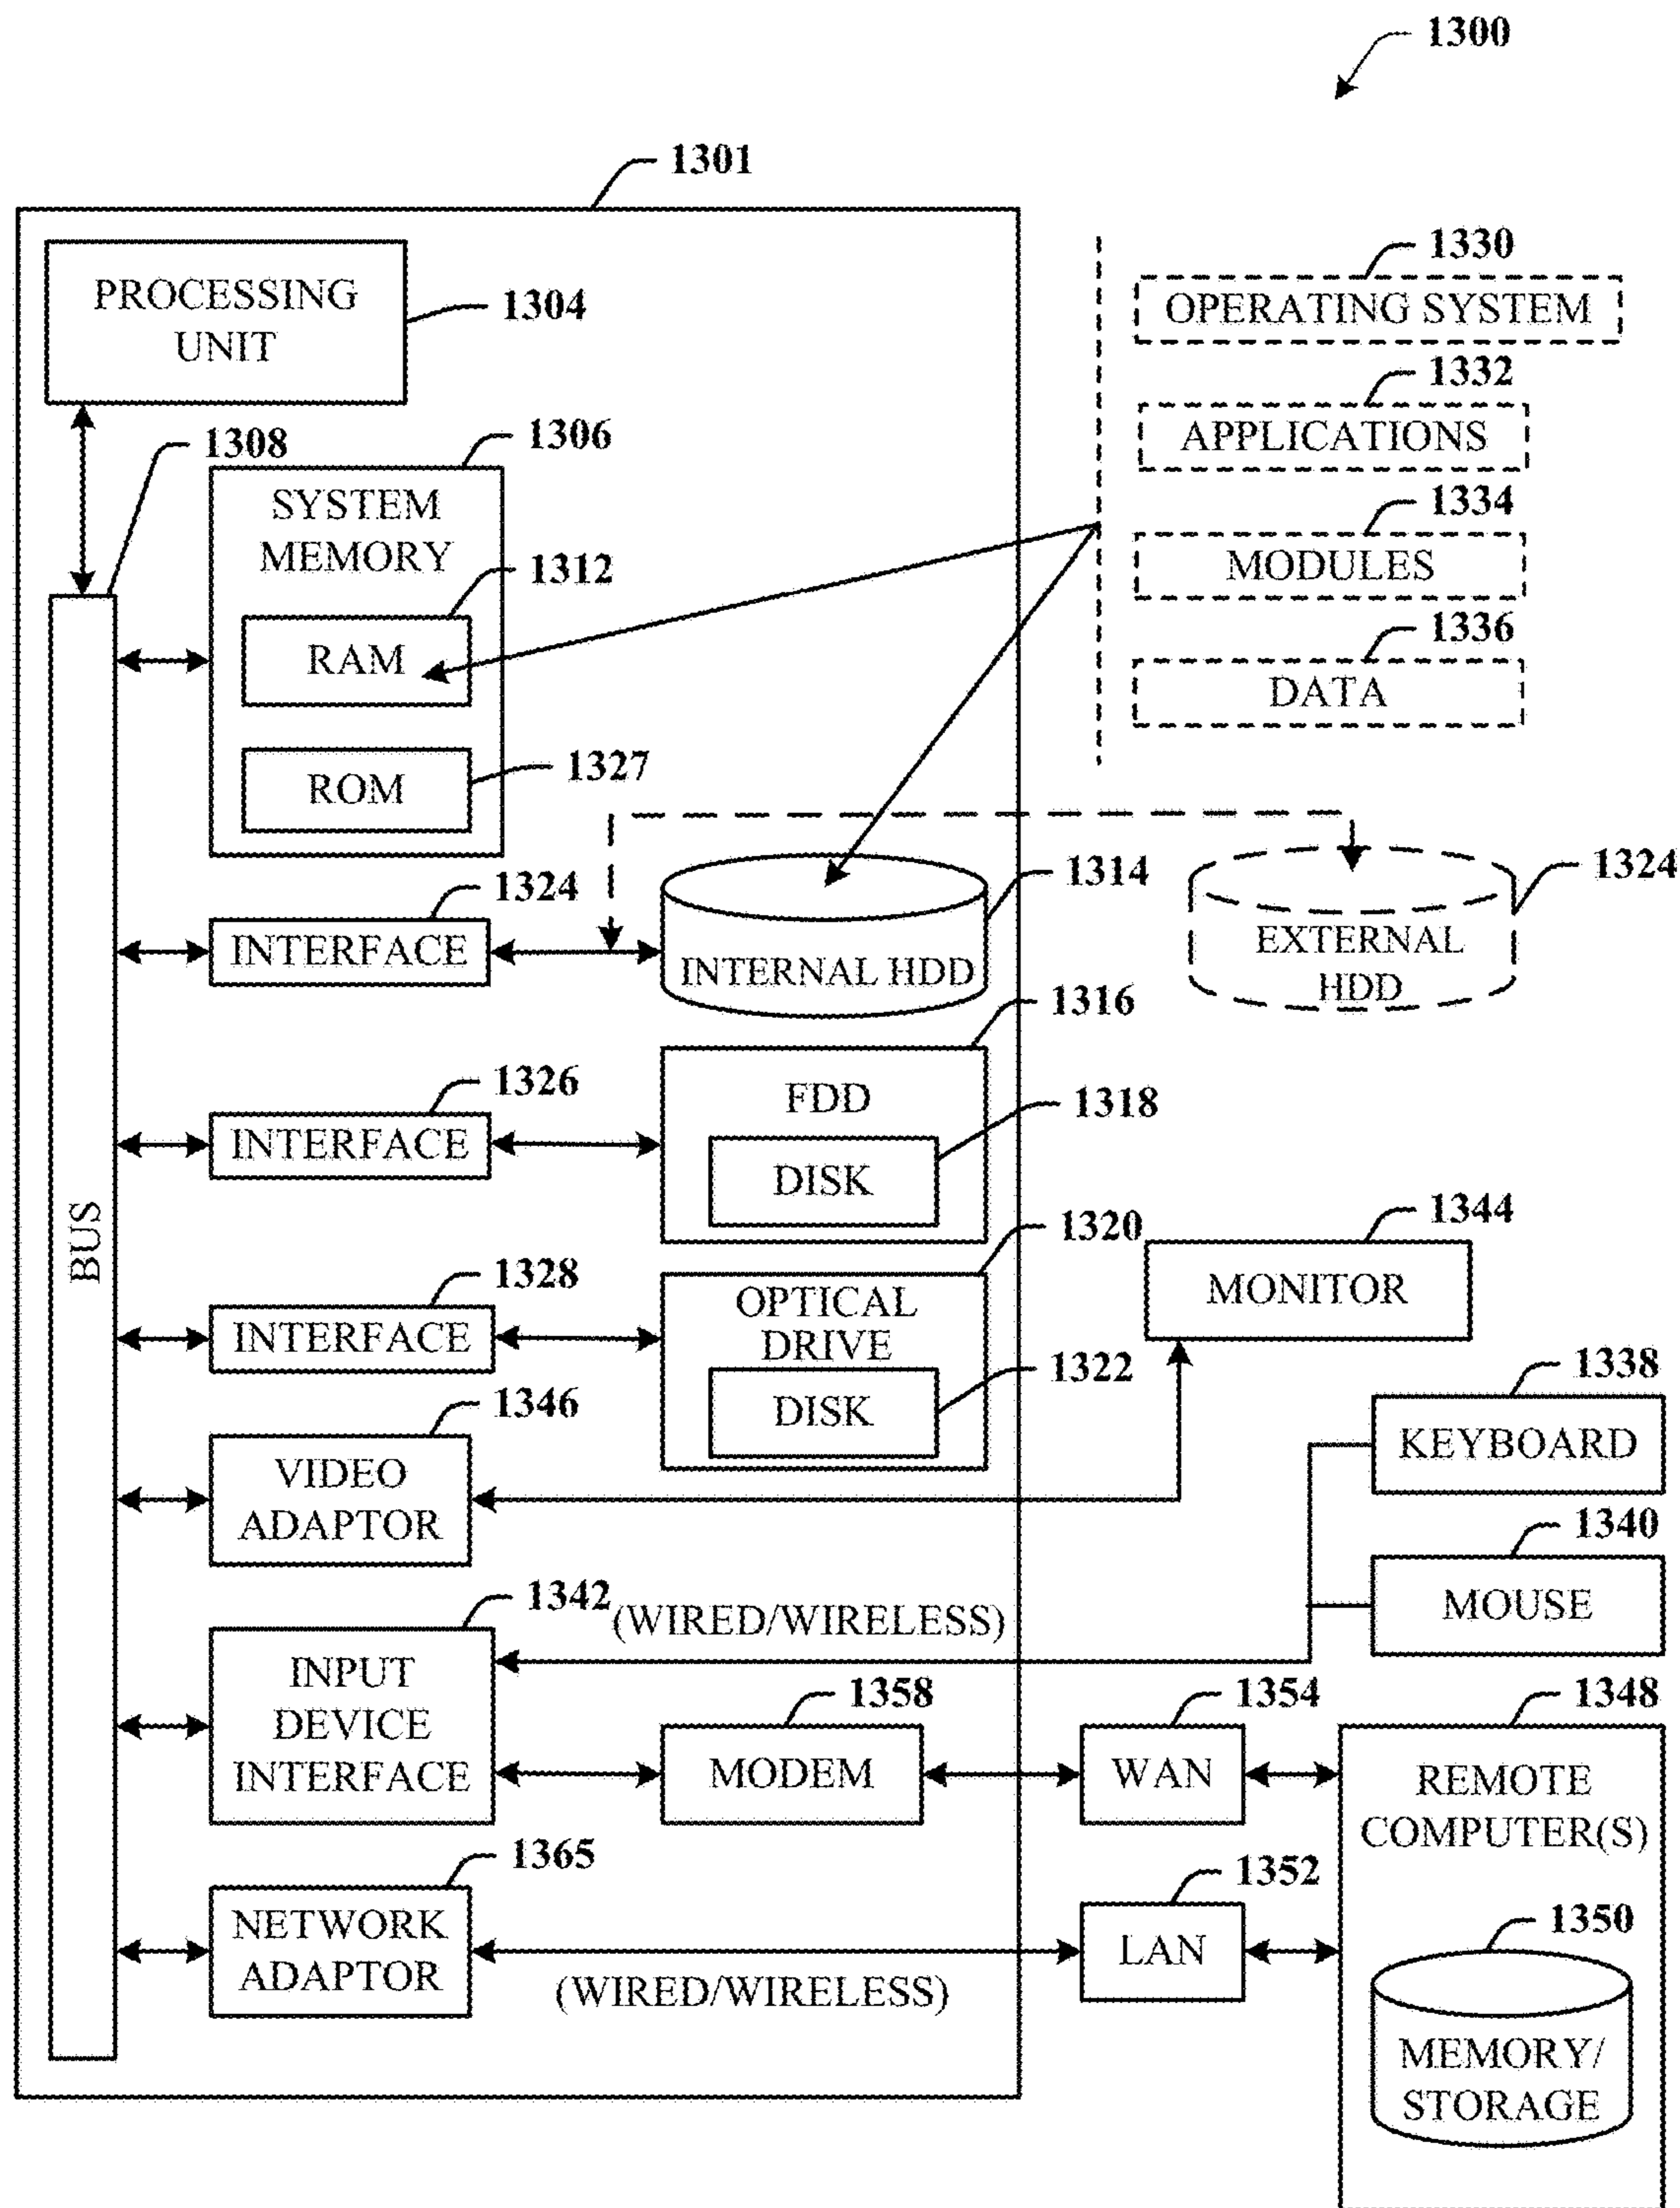 1300
1301
PROCESSING
UNIT
1304
1308
1306
SYSTEM
MEMORY
1312
RAM
ROM
1327
1330
OPERATING SYSTEM
1332
APPLICATIONS
1334
MODULES
1336
DATA
1324
INTERFACE
1314
INTERNAL HDD
1324
EXTERNAL
HDD
1326
INTERFACE
1316
FDD
1318
DISK
BUS
1328
INTERFACE
1320
OPTICAL
DRIVE
1322
DISK
1344
MONITOR
1346
VIDEO
ADAPTOR
1338
KEYBOARD
1340
MOUSE
1342
(WIRED/WIRELESS)
INPUT
DEVICE
INTERFACE
1358
MODEM
1354
WAN
1348
REMOTE
COMPUTER(S)
1365
NETWORK
ADAPTOR
(WIRED/WIRELESS)
1352
LAN
1350
MEMORY/
STORAGE